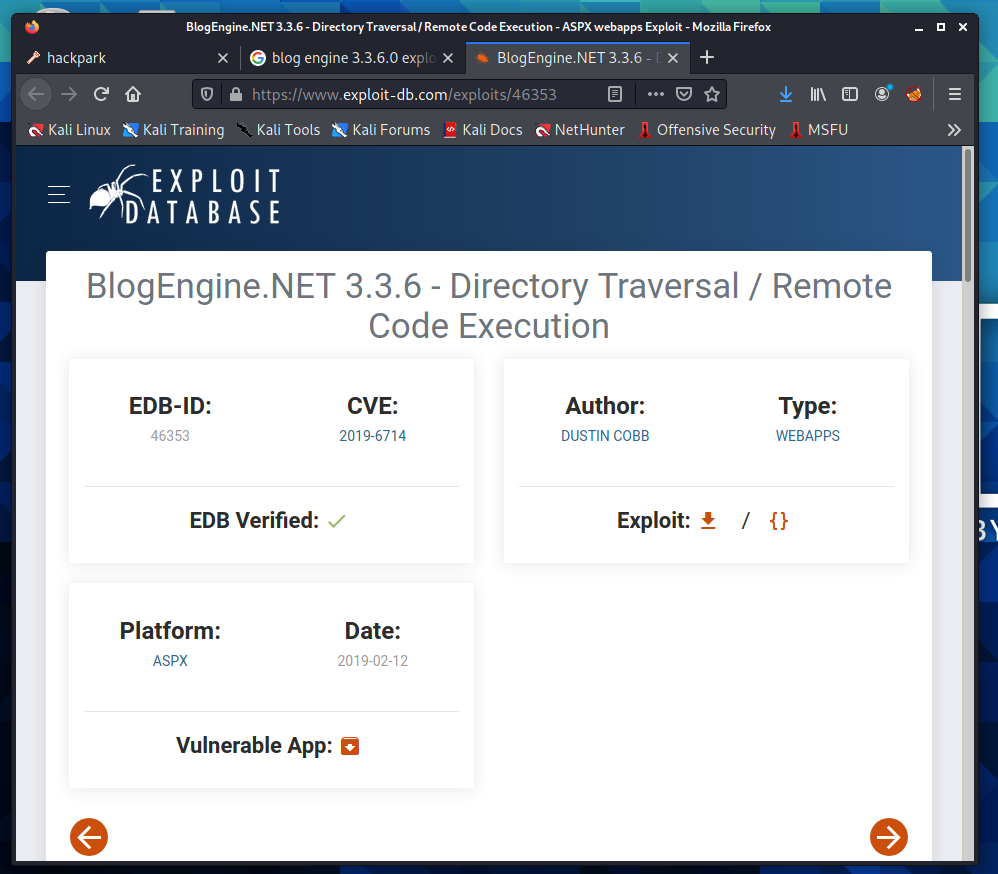 BlogEngine.NET 3.3.6 - Directory Traversal / Remote Code Execution - ASPX webapps Exploit - Mozilla Firefox
hackpark blog engine 3.3.6.0 explo BlogEngine.NET 3.3.6 -
https://www.exploit-db.com/exploits/46353
Kali Linux Kali Training Kali Tools Kali Forums Kali Docs NetHunter Offensive Security MSFU
EXPLOIT
DATABASE
BlogEngine.NET 3.3.6 - Directory Traversal / Remote
Code Execution
EDB-ID: CVE:
46353 2019-6714
EDB Verified:
Author: Type:
DUSTIN COBB WEBAPPS
Exploit: / {}
Platform: Date:
ASPX 2019-02-12
Vulnerable App:
BY